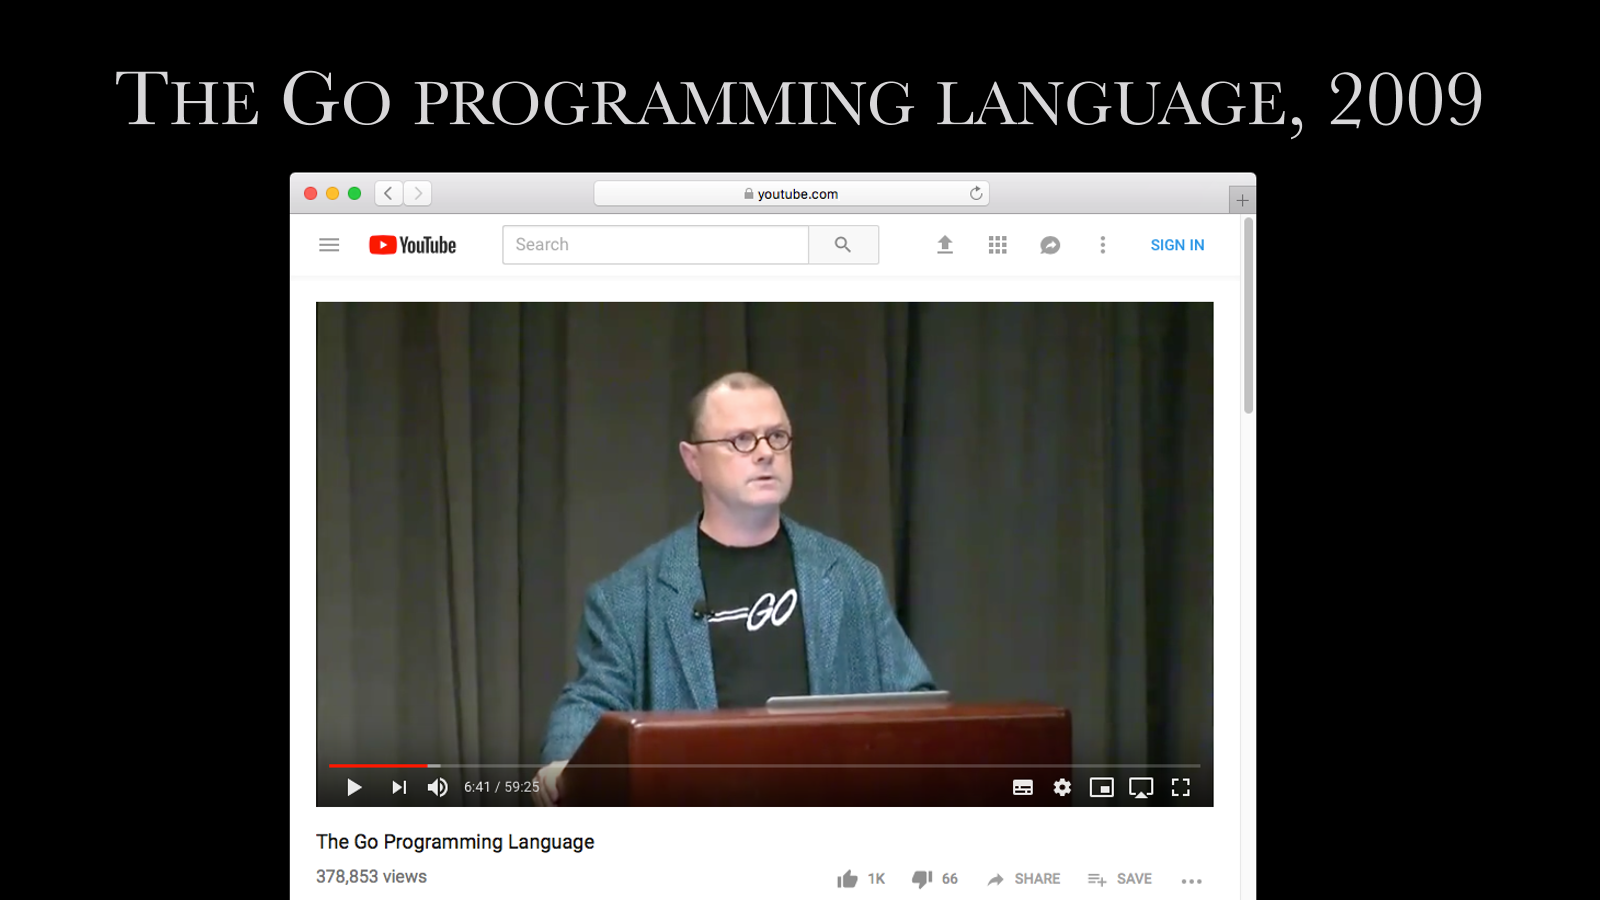 The Go programming language, 2009
youtube.com
YouTube
Search
SIGN IN
GO
6:41 / 59:25
The Go Programming Language
378,853 views
1K
66
SHARE
SAVE